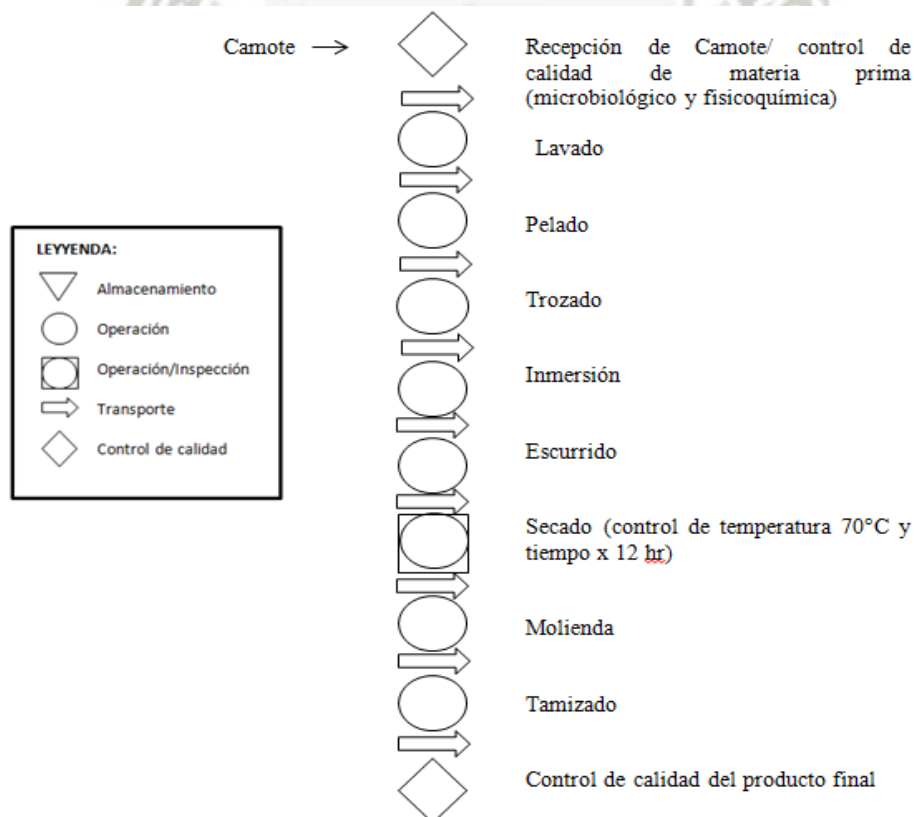 Camote
Recepción de Camote/ control de
calidad de materia prima
(microbiológico y fisicoquímica)
Lavado
Pelado
LEYYENDA:
Almacenamiento
Operación
Operación/Inspección
Transporte
Control de calidad
Trozado
Inmersión
Escurrido
Secado (control de temperatura 70°C y
tiempo x 12 hr)
Molienda
Tamizado
Control de calidad del producto final